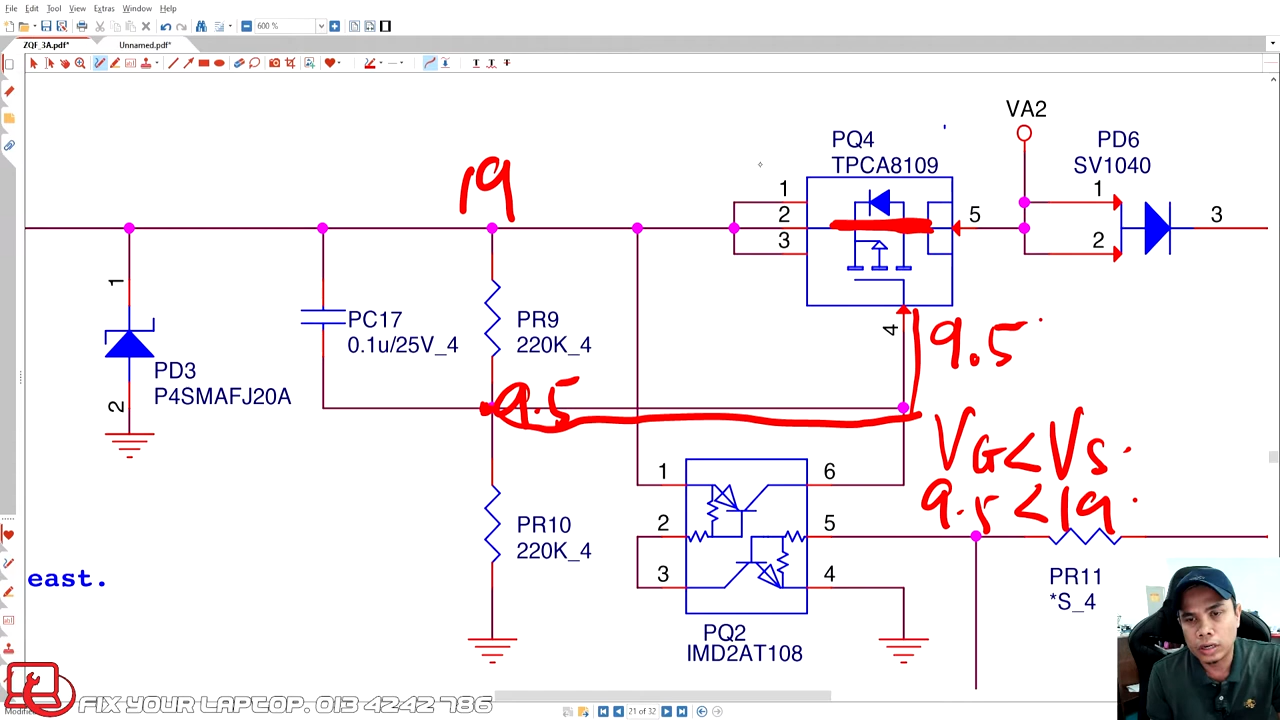 File Edit Tool View Extras Window Help
600 %
ZQF_3A.pdf*
Unnamed.pdf*
VA2
PQ4
TPCA8109
PD6
SV1040
19
1
2
3
5
1
2
3
4
9.5
1
2
PD3
P4SMAFJ20A
PC17
0.1u/25V_4
PR9
220K_4
9.5
VG<VS
9.5<19
1
2
3
6
5
4
PR10
220K_4
PQ2
IMD2AT108
PR11
*S_4
east.
FIX YOUR LAPTOP. 013 4242 786
21 of 32